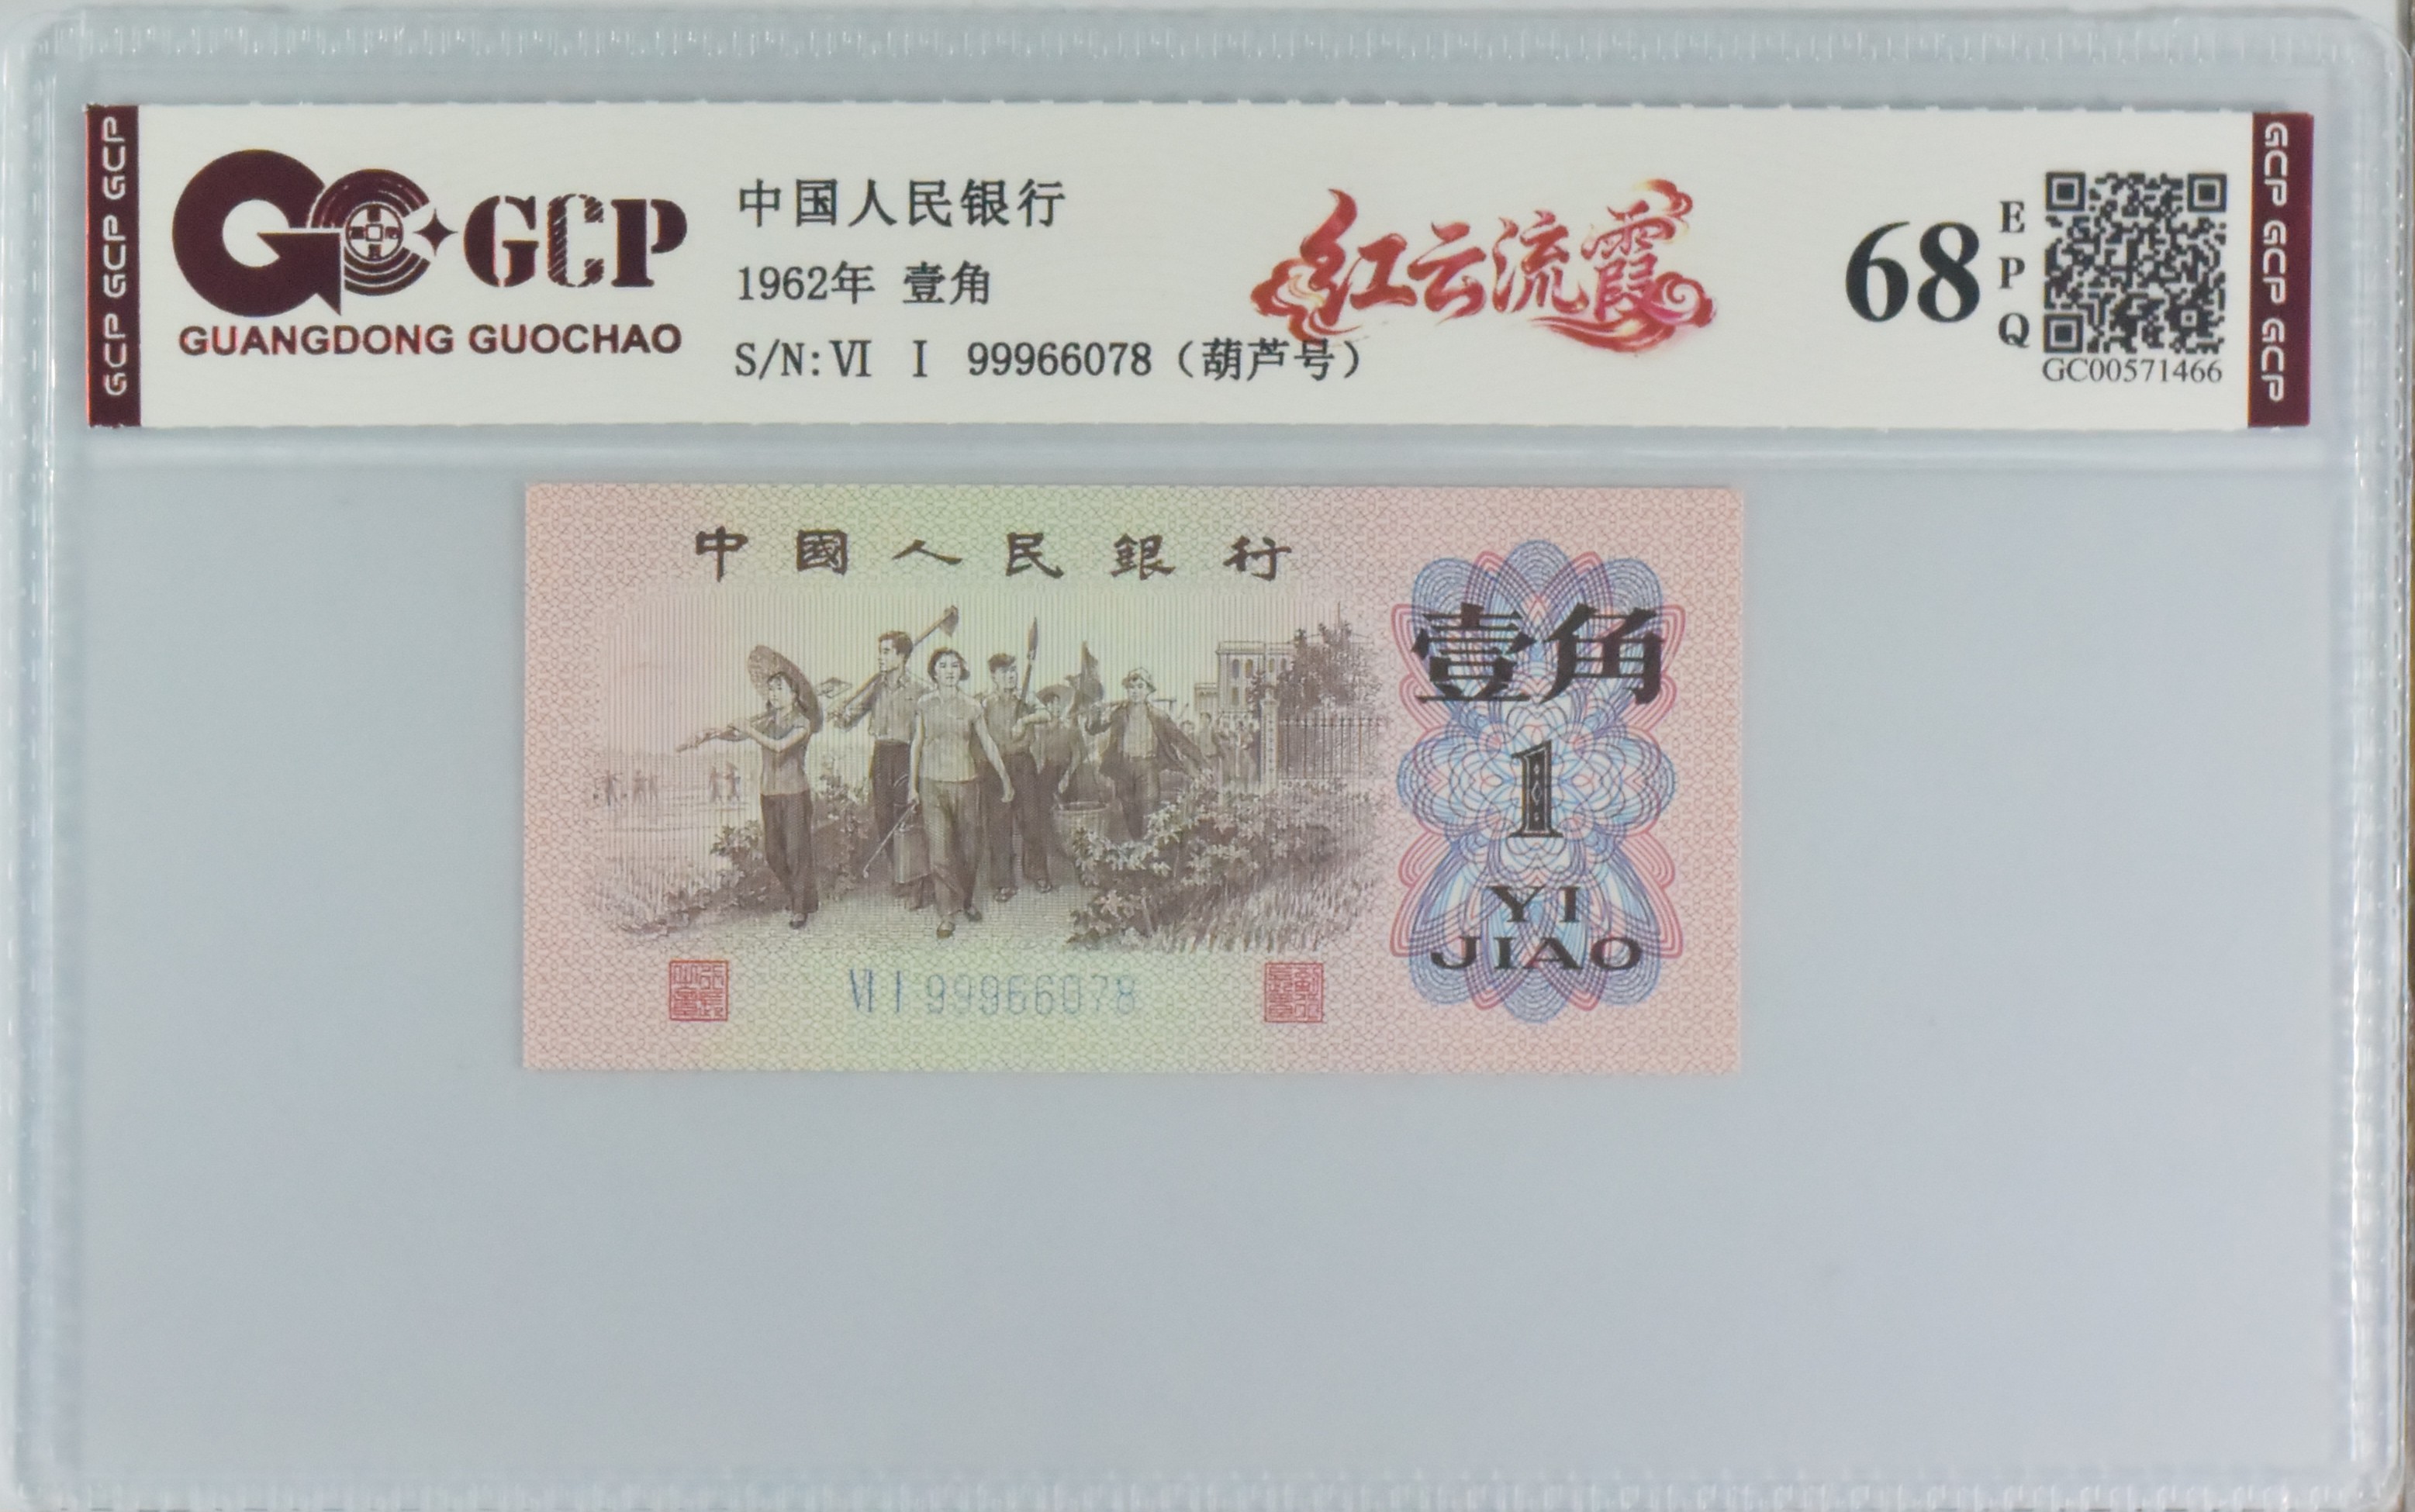 GCP GCP GCP
GCP
GUANGDONG GUOCHAO
中国人民银行
1962年 壹角
S/N:Ⅵ Ⅰ 99966078（葫芦号）
红云流霞
68
EPQ
GC00571466
GCP GCP GCP
中國人民銀行
壹角
1
YI
JIAO
ⅥⅠ99966078